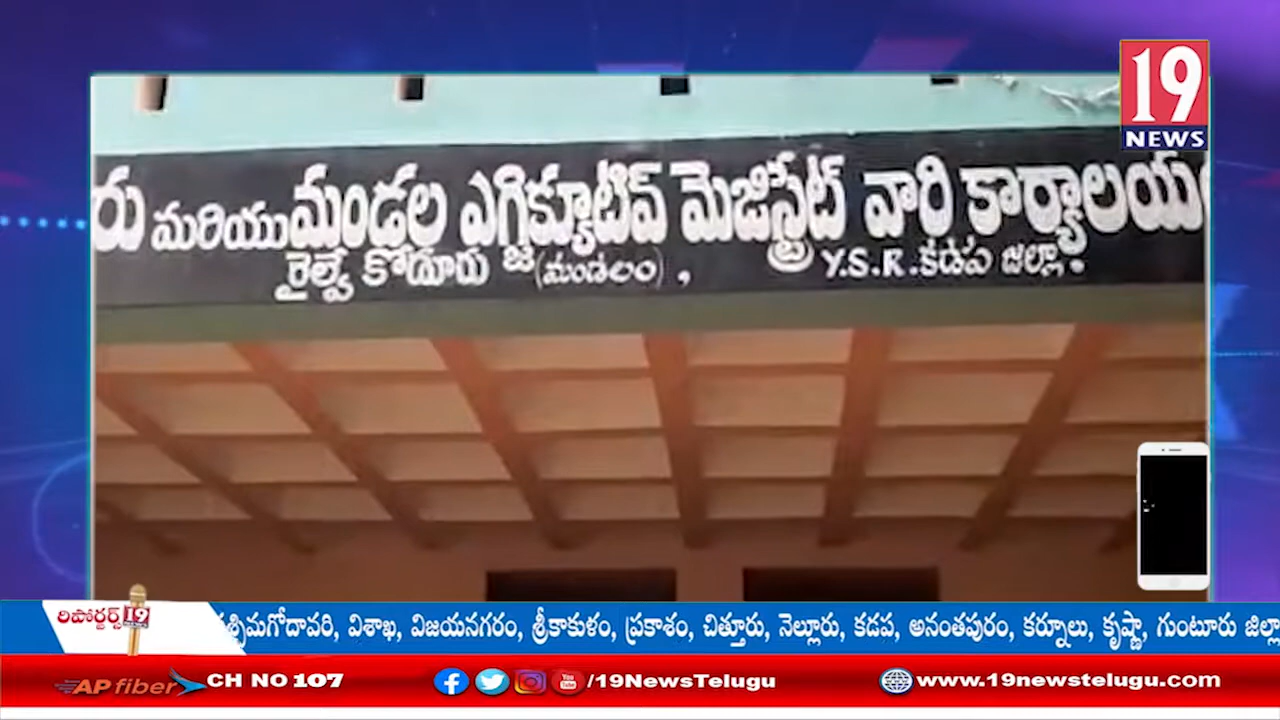 19
NEWS
రు మరియు మండల ఎగ్జిక్యూటివ్ మెజిస్ట్రేట్ వారి కార్యాలయం
రైల్వే కోడూరు (మండలం), Y.S.R. కడప జిల్లా.
రిపోర్టర్స్ 19
పశ్చిమగోదావరి, విశాఖ, విజయనగరం, శ్రీకాకుళం, ప్రకాశం, చిత్తూరు, నెల్లూరు, కడప, అనంతపురం, కర్నూలు, కృష్ణా, గుంటూరు జిల్లా
AP fiber CH NO 107 /19NewsTelugu www.19newstelugu.com